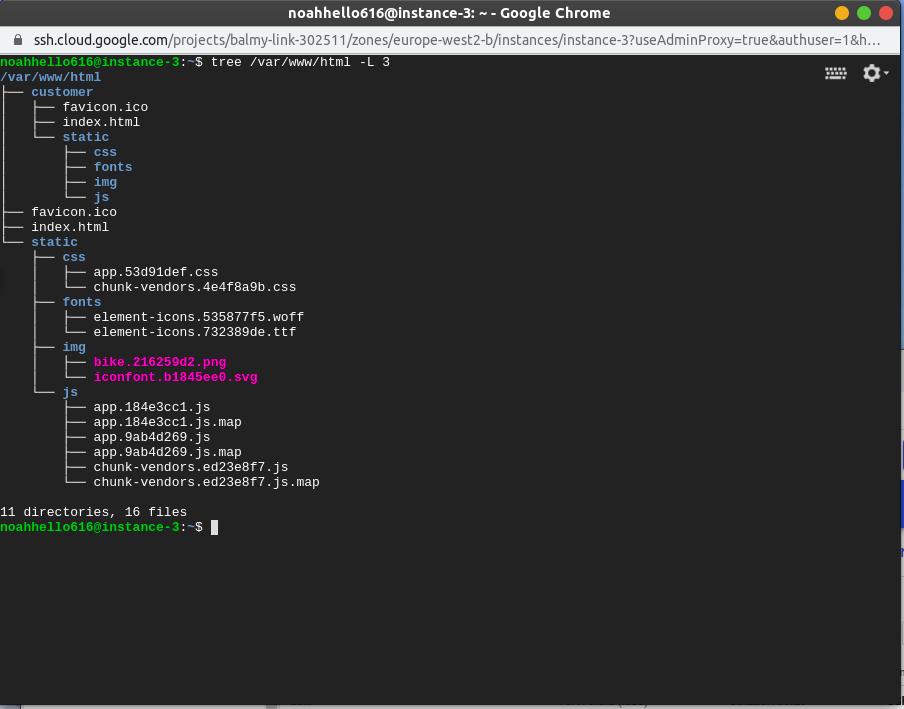 noahhello616@instance-3: ~ - Google Chrome
ssh.cloud.google.com/projects/balmy-link-302511/zones/europe-west2-b/instances/instance-3?useAdminProxy=true&authuser=1&h...
noahhello616@instance-3:~$ tree /var/www/html -L 3
/var/www/html
├── customer
│   ├── favicon.ico
│   ├── index.html
│   └── static
│       ├── css
│       ├── fonts
│       ├── img
│       └── js
├── favicon.ico
├── index.html
└── static
    ├── css
    │   ├── app.53d91def.css
    │   └── chunk-vendors.4e4f8a9b.css
    ├── fonts
    │   ├── element-icons.535877f5.woff
    │   └── element-icons.732389de.ttf
    ├── img
    │   ├── bike.216259d2.png
    │   └── iconfont.b1845ee0.svg
    └── js
        ├── app.184e3cc1.js
        ├── app.184e3cc1.js.map
        ├── app.9ab4d269.js
        ├── app.9ab4d269.js.map
        ├── chunk-vendors.ed23e8f7.js
        └── chunk-vendors.ed23e8f7.js.map
11 directories, 16 files
noahhello616@instance-3:~$